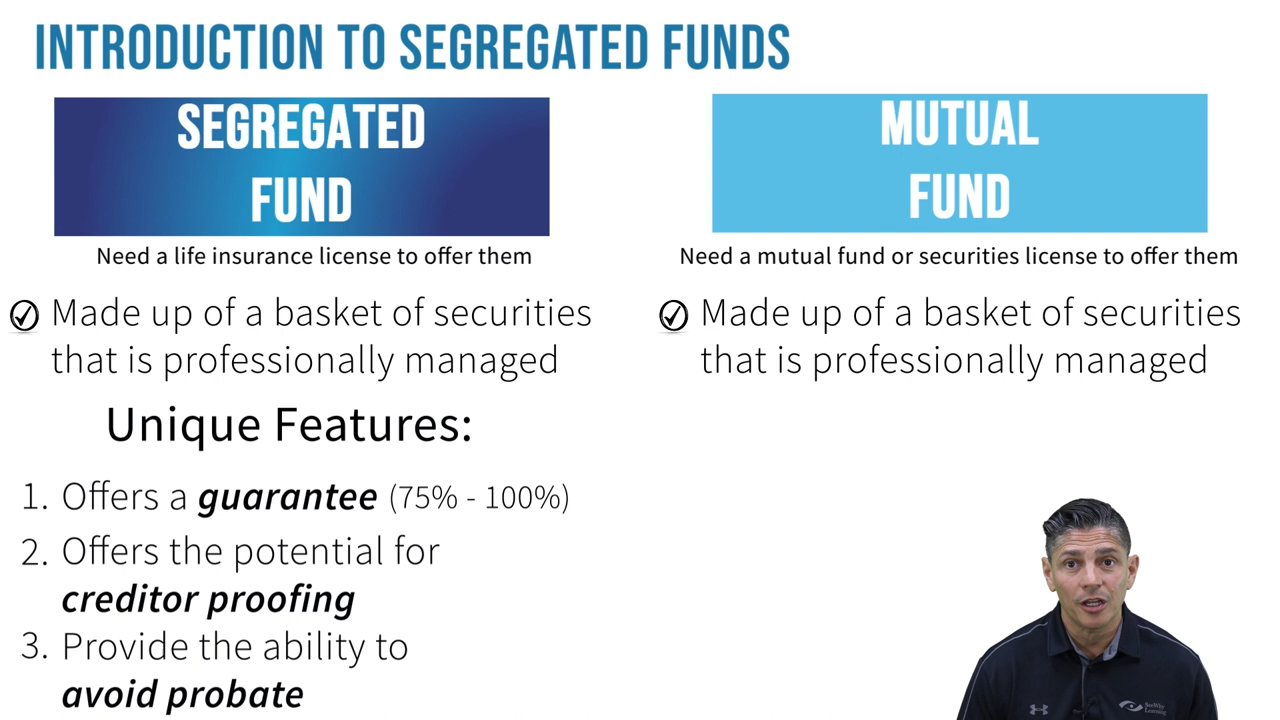 INTRODUCTION TO SEGREGATED FUNDS
SEGREGATED
FUND
Need a life insurance license to offer them
Made up of a basket of securities
that is professionally managed
Unique Features:
1. Offers a guarantee (75% - 100%)
2. Offers the potential for
creditor proofing
3. Provide the ability to
avoid probate
MUTUAL
FUND
Need a mutual fund or securities license to offer them
Made up of a basket of securities
that is professionally managed
SeeWhy
Learning